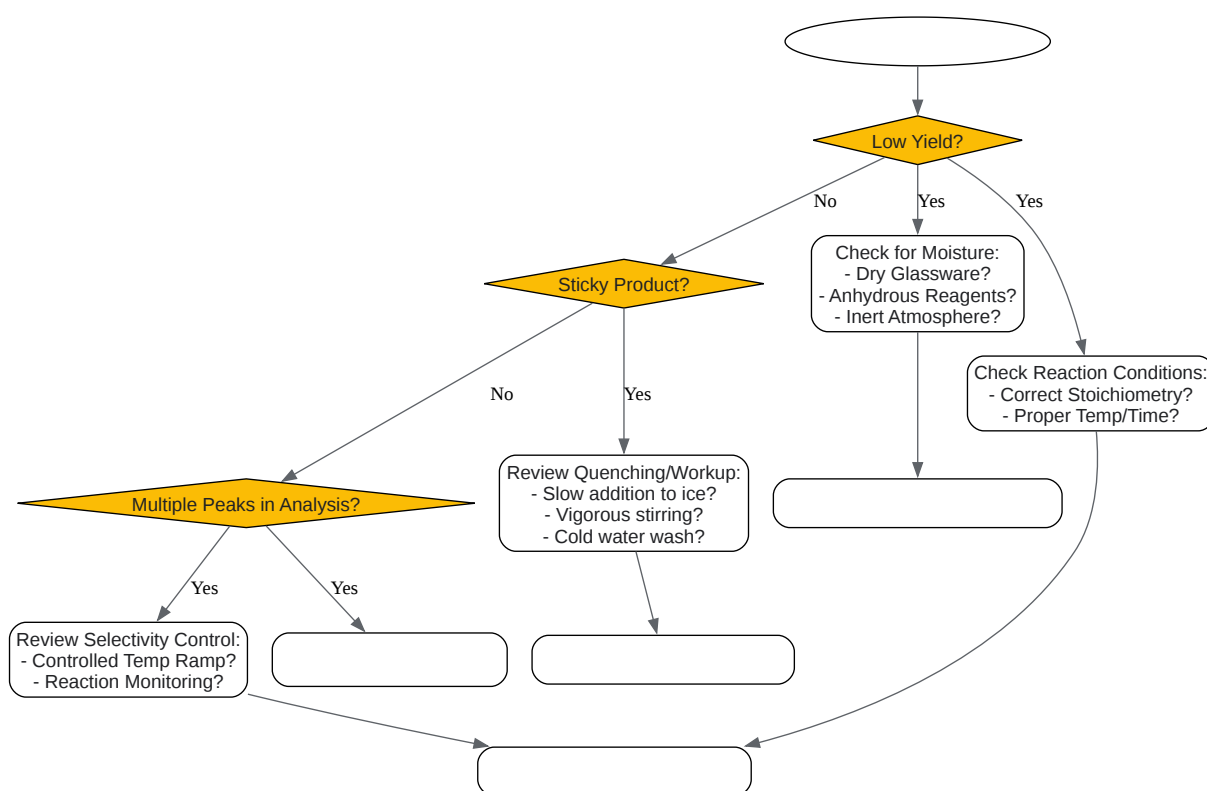 Low Yield?
No
Yes
Yes
Check for Moisture:
- Dry Glassware?
- Anhydrous Reagents?
- Inert Atmosphere?
Sticky Product?
Check Reaction Conditions:
- Correct Stoichiometry?
- Proper Temp/Time?
No
Yes
Review Quenching/Workup:
- Slow addition to ice?
- Vigorous stirring?
- Cold water wash?
Multiple Peaks in Analysis?
Yes
Yes
Review Selectivity Control:
- Controlled Temp Ramp?
- Reaction Monitoring?